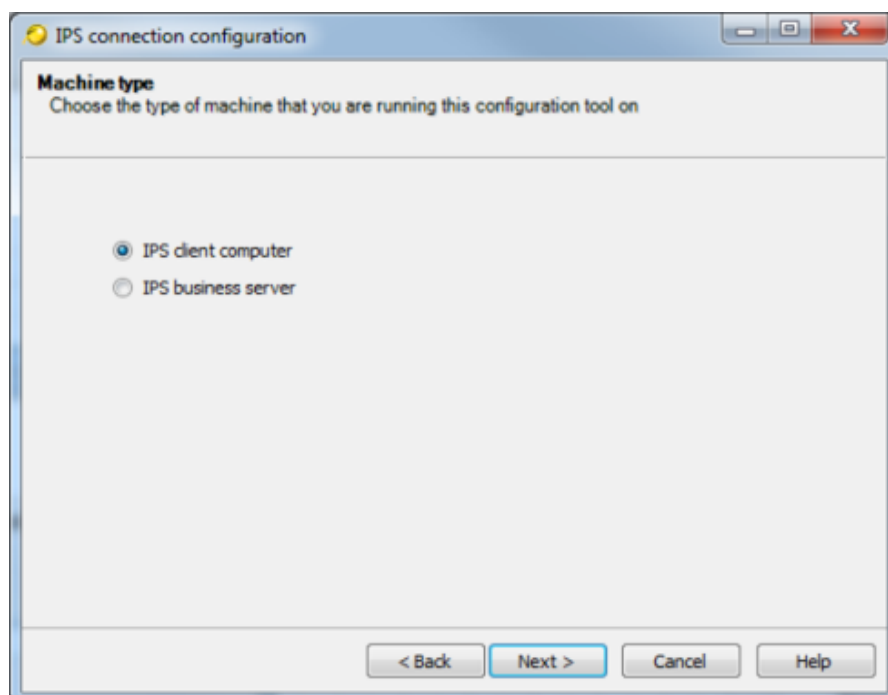 IPS connection configuration
Machine type
Choose the type of machine that you are running this configuration tool on
IPS client computer
IPS business server
< Back Next > Cancel Help